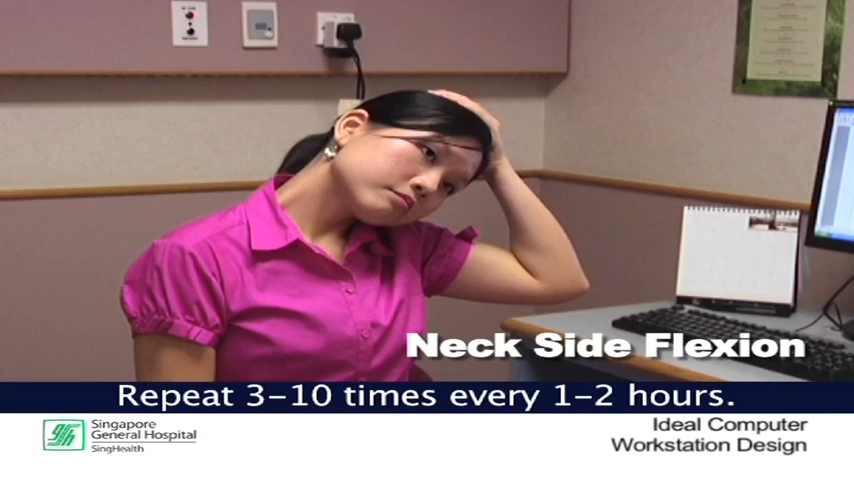 Neck Side Flexion
Repeat 3-10 times every 1-2 hours.
Singapore
General Hospital
SingHealth
Ideal Computer
Workstation Design